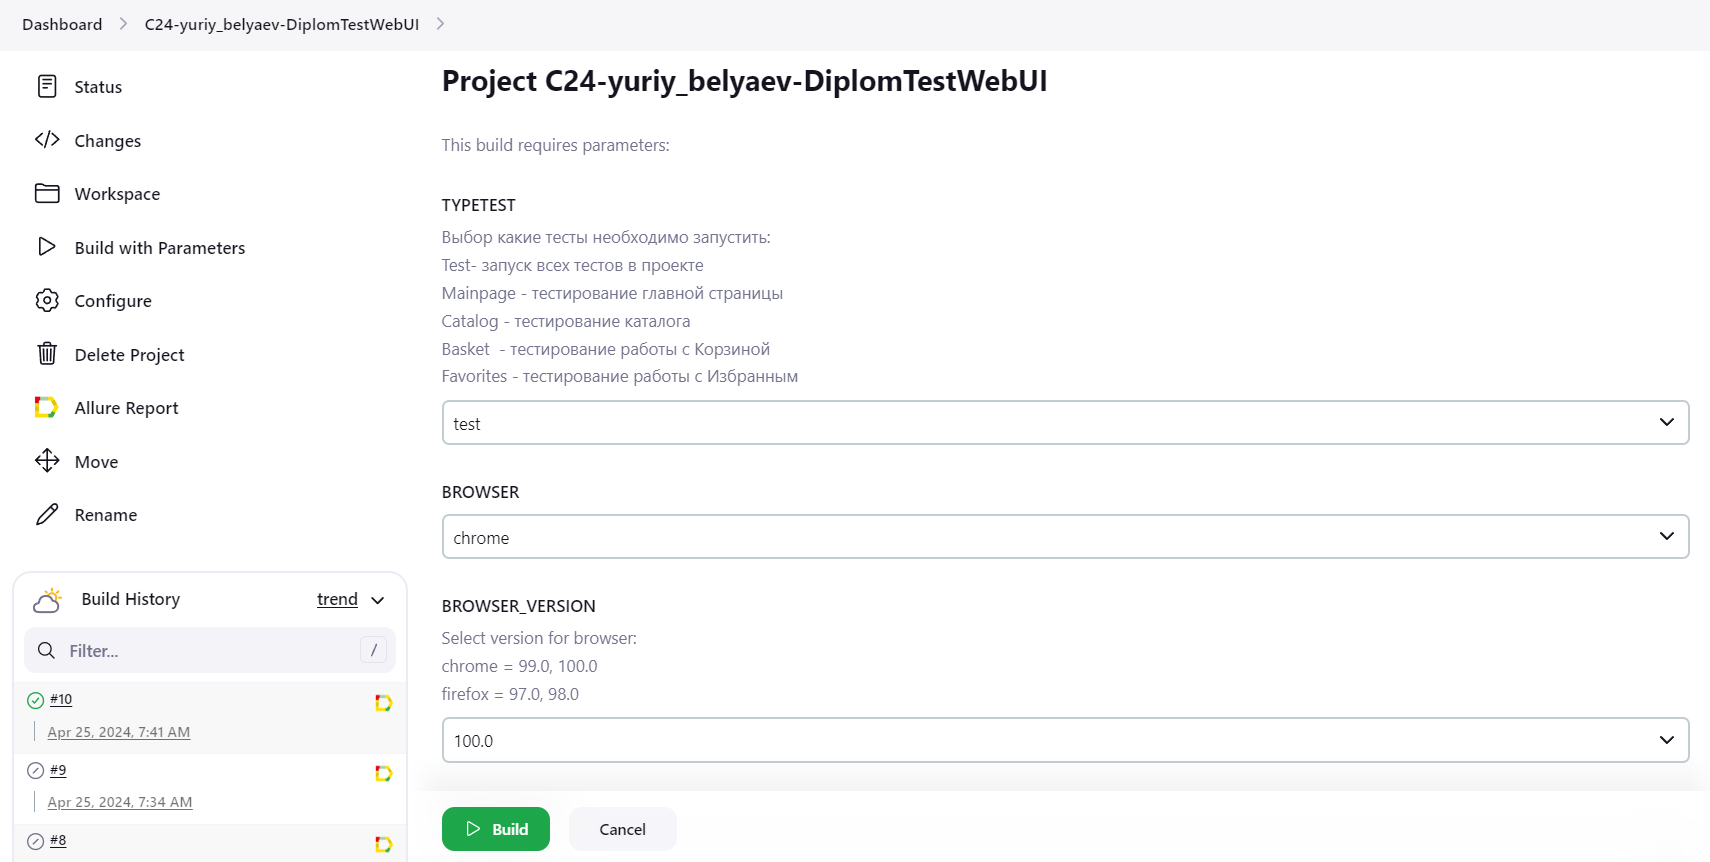 Dashboard
C24-yuriy_belyaev-DiplomTestWebUI
Status
Changes
Workspace
Build with Parameters
Configure
Delete Project
Allure Report
Move
Rename
Build History
trend
Filter...
/
#10
Apr 25, 2024, 7:41 AM
#9
Apr 25, 2024, 7:34 AM
#8
Project C24-yuriy_belyaev-DiplomTestWebUI
This build requires parameters:
TYPETEST
Выбор какие тесты необходимо запустить:
Test- запуск всех тестов в проекте
Mainpage - тестирование главной страницы
Catalog - тестирование каталога
Basket  - тестирование работы с Корзиной
Favorites - тестирование работы с Избранным
test
BROWSER
chrome
BROWSER_VERSION
Select version for browser:
chrome = 99.0, 100.0
firefox = 97.0, 98.0
100.0
Build
Cancel